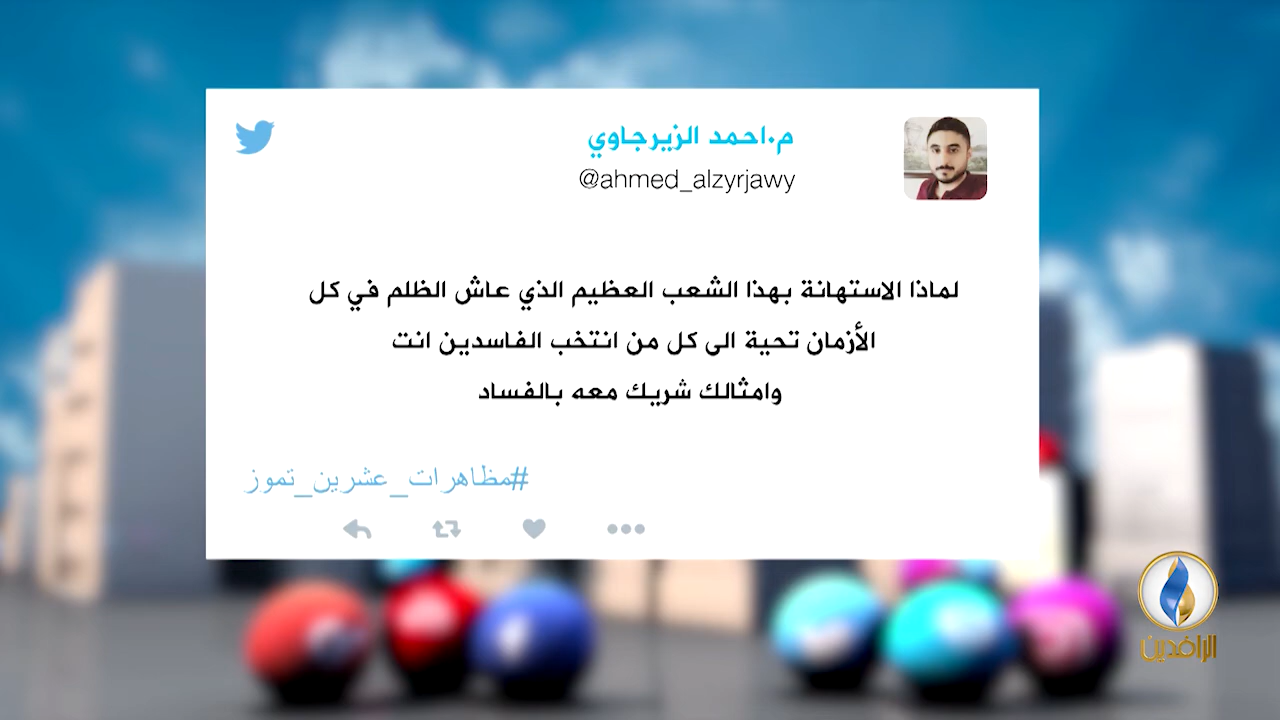 م.احمد الزيرجاوي
@ahmed_alzyrjawy
لماذا الاستهانة بهذا الشعب العظيم الذي عاش الظلم في كل
الأزمان تحية الى كل من انتخب الفاسدين انت
وامثالك شريك معه بالفساد
#مظاهرات_عشرين_تموز
الرافدين